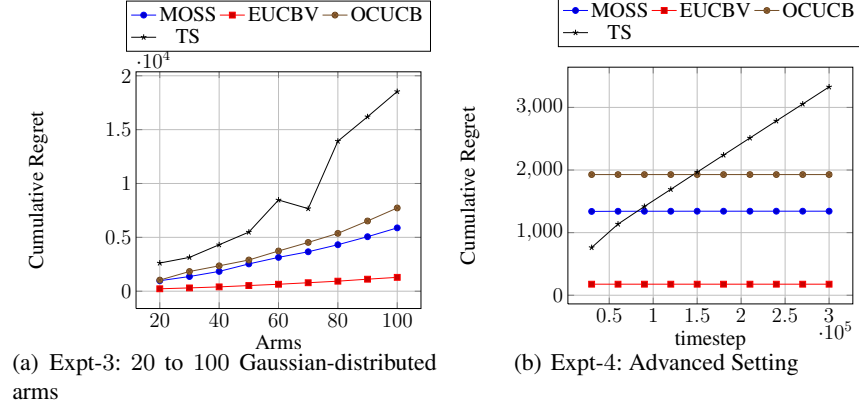 MOSS EUCBV OCUCB
TS
·10^4
2
1.5
1
0.5
0
Cumulative Regret
20 40 60 80 100
Arms
(a) Expt-3: 20 to 100 Gaussian-distributed
arms
MOSS EUCBV OCUCB
TS
3,000
2,000
1,000
0
Cumulative Regret
0.5 1 1.5 2 2.5 3
·10^5
timestep
(b) Expt-4: Advanced Setting